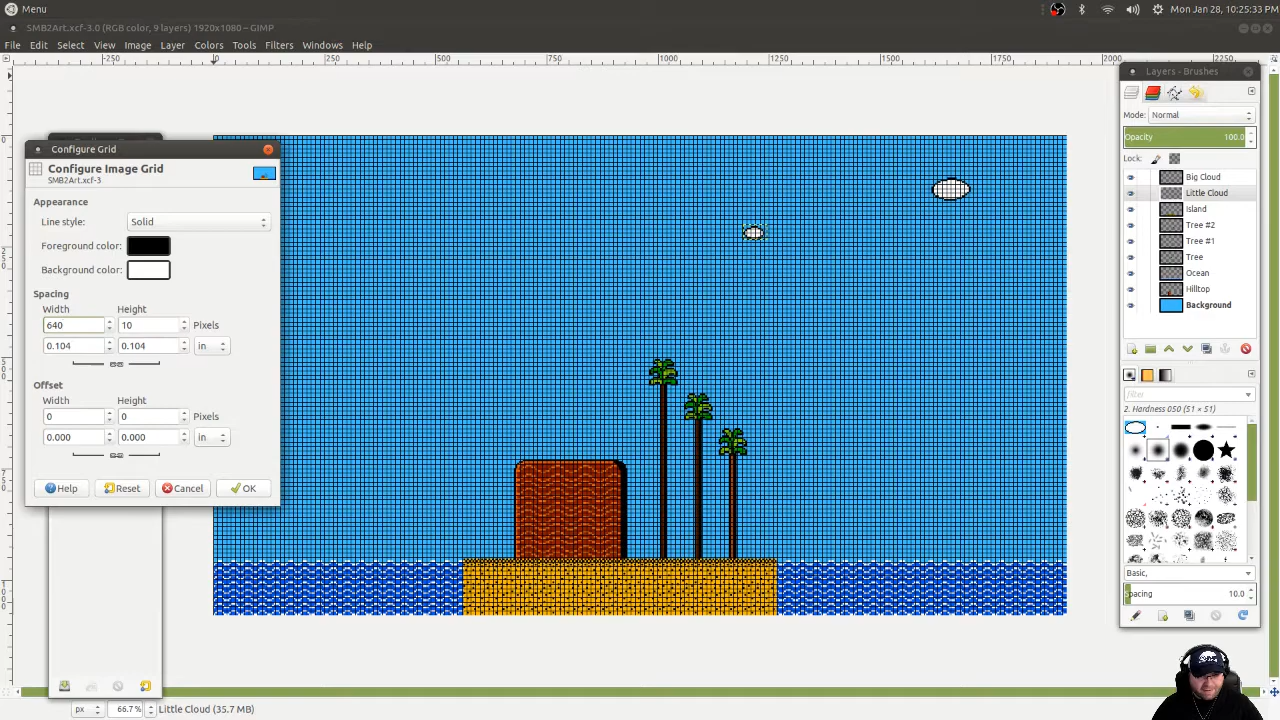 Menu
Mon Jan 28, 10:25:33 PM
SMB2Art.xcf-3.0 (RGB color, 9 layers) 1920x1080 – GIMP
File Edit Select View Image Layer Colors Tools Filters Windows Help
-250 0 250 500 750 1000 1250 1500 1750 2000 2250
Layers - Brushes
Mode: Normal
Opacity 100.0
Lock:
Big Cloud
Little Cloud
Island
Tree #2
Tree #1
Tree
Ocean
Hilltop
Background
filter
2. Hardness 050 (51 × 51)
Basic,
Spacing 10.0
Configure Grid
Configure Image Grid
SMB2Art.xcf-3
Appearance
Line style: Solid
Foreground color:
Background color:
Spacing
Width Height
640 10 Pixels
0.104 0.104 in
Offset
Width Height
0 0 Pixels
0.000 0.000 in
Help Reset Cancel OK
px 66.7% Little Cloud (35.7 MB)